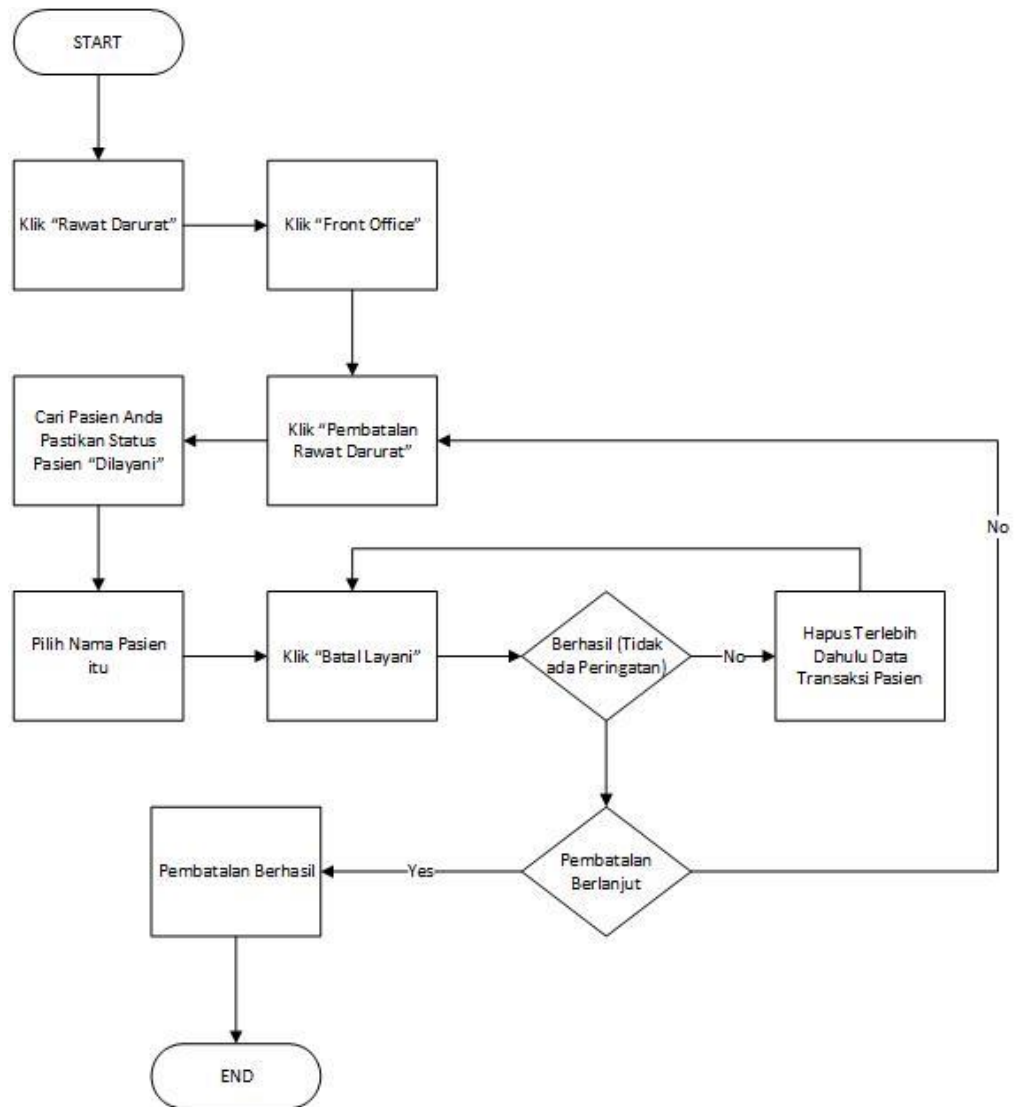 START
Klik “Rawat Darurat”
Klik “Front Office”
Cari Pasien Anda
Pastikan Status
Pasien “Dilayani”
Klik “Pembatalan
Rawat Darurat”
No
Pilih Nama Pasien
itu
Klik “Batal Layani”
Berhasil (Tidak
ada Peringatan)
No
Hapus Terlebih
Dahulu Data
Transaksi Pasien
Pembatalan Berhasil
Yes
Pembatalan
Berlanjut
END